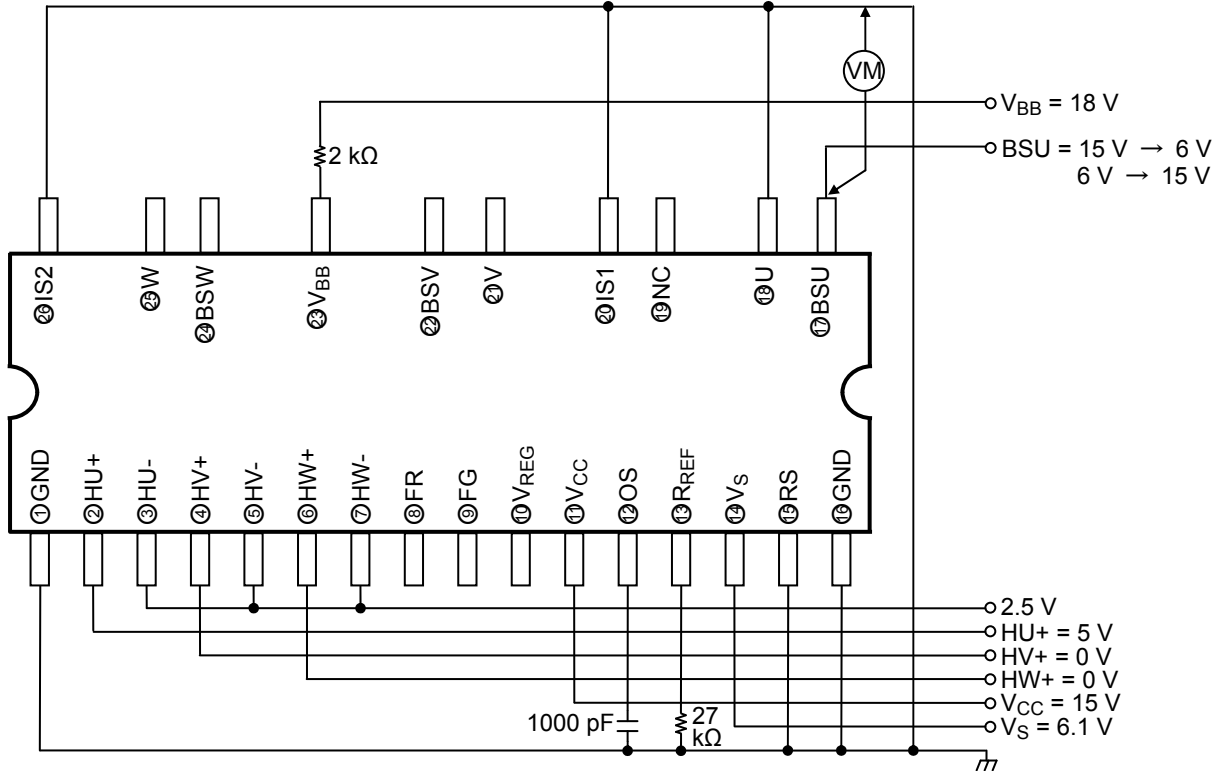 VM
V_BB = 18 V
BSU = 15 V → 6 V
6 V → 15 V
2 kΩ
㉖IS2
㉕W
㉔BSW
㉓V_BB
㉒BSV
㉑V
⑳IS1
⑲NC
⑱U
⑰BSU
①GND
②HU+
③HU-
④HV+
⑤HV-
⑥HW+
⑦HW-
⑧FR
⑨FG
⑩V_REG
⑪V_CC
⑫OS
⑬R_REF
⑭V_S
⑮RS
⑯GND
2.5 V
HU+ = 5 V
HV+ = 0 V
HW+ = 0 V
V_CC = 15 V
V_S = 6.1 V
1000 pF
27
kΩ